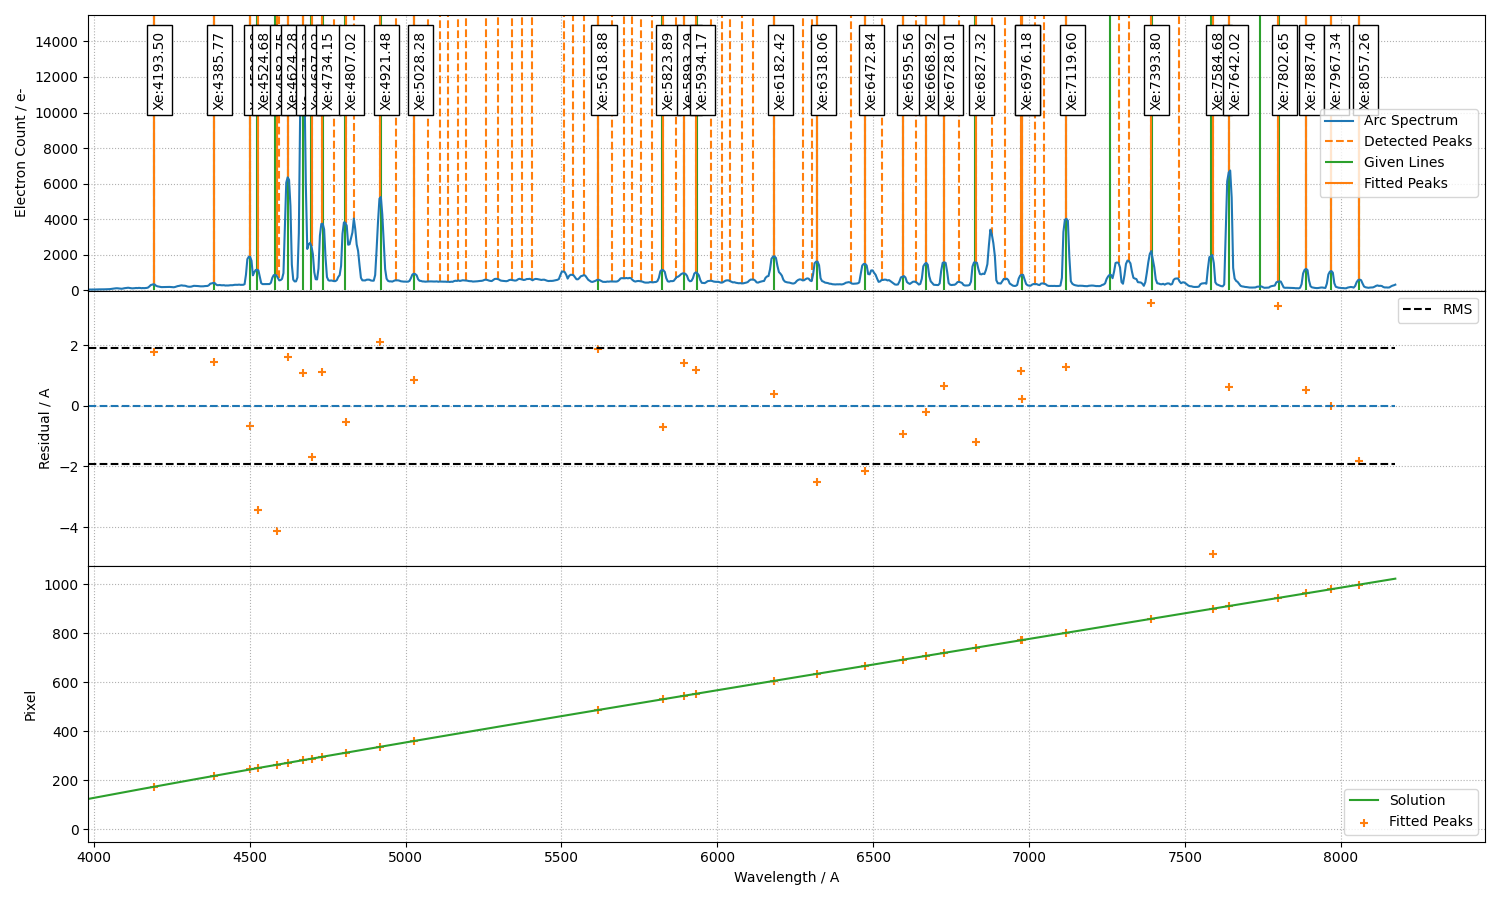 14000
12000
10000
8000
6000
4000
2000
0
Electron Count / e-
Xe:4193.50
Xe:4385.77
Xe:4524.68
Xe:4624.28
Xe:4734.15
Xe:4807.02
Xe:4921.48
Xe:5028.28
Xe:5618.88
Xe:5823.89
Xe:5934.17
Xe:6182.42
Xe:6318.06
Xe:6472.84
Xe:6595.56
Xe:6668.92
Xe:6728.01
Xe:6827.32
Xe:6976.18
Xe:7119.60
Xe:7393.80
Xe:7584.68
Xe:7642.02
Xe:7802.65
Xe:7887.40
Xe:7967.34
Xe:8057.26
Arc Spectrum
Detected Peaks
Given Lines
Fitted Peaks
2
0
−2
−4
Residual / A
RMS
1000
800
600
400
200
0
Pixel
Solution
Fitted Peaks
4000
4500
5000
5500
6000
6500
7000
7500
8000
Wavelength / A